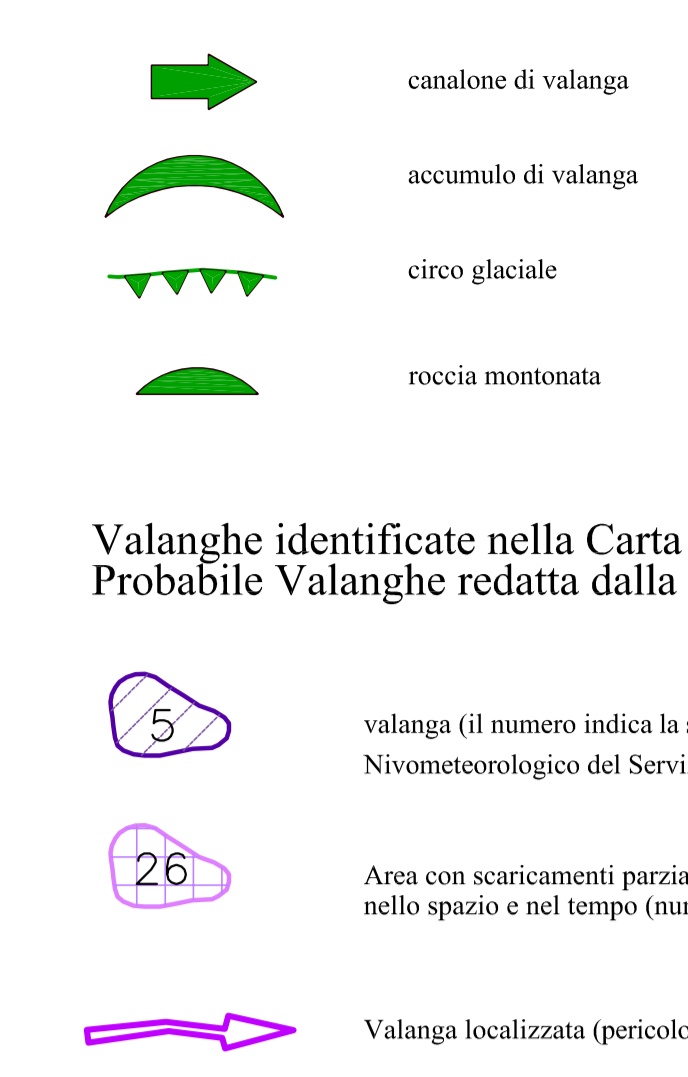 canalone di valanga
accumulo di valanga
circo glaciale
roccia montonata
Valanghe identificate nella Carta
Probabile Valanghe redatta dalla
5
valanga (il numero indica la
Nivometeorologico del Servi
26
Area con scaricamenti parzia
nello spazio e nel tempo (nu
Valanga localizzata (pericolo